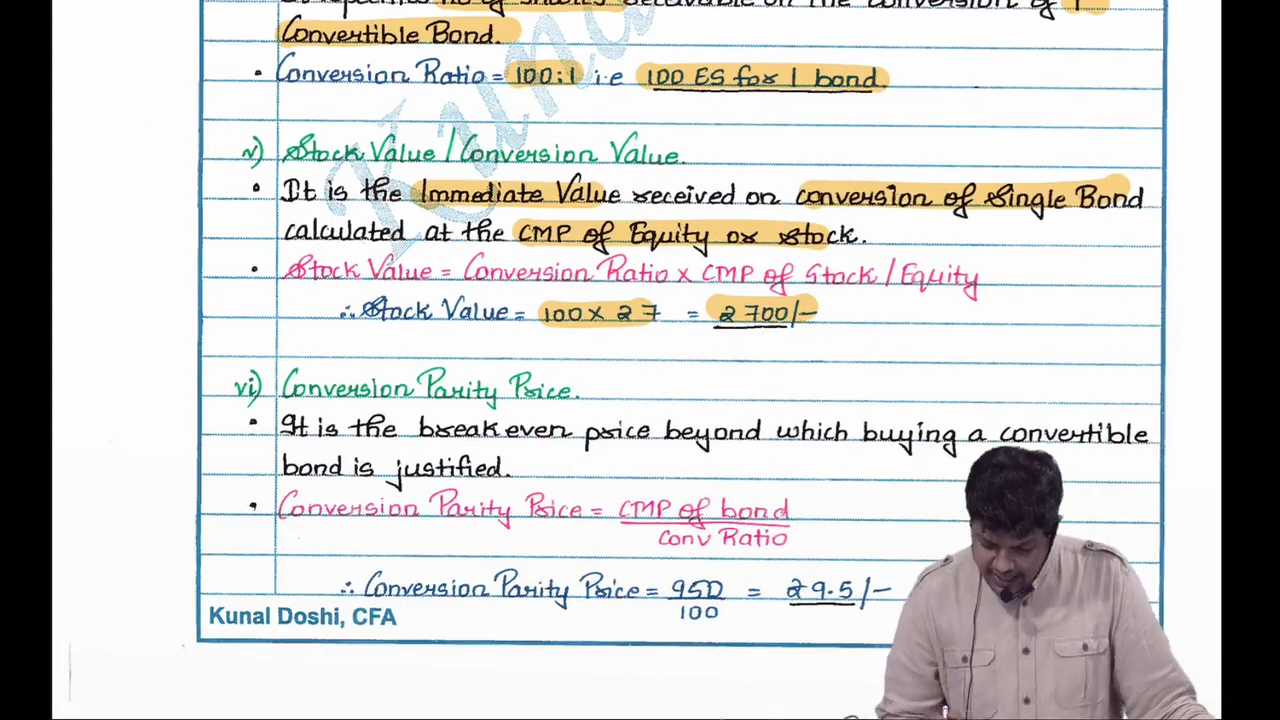 Convertible Bond.
• Conversion Ratio = 100:1 i.e 100 ES for 1 bond.
v) Stock Value / Conversion Value.
• It is the Immediate Value received on conversion of Single Bond
calculated at the CMP of Equity or stock.
• Stock Value = Conversion Ratio x CMP of Stock / Equity
∴ Stock Value = 100 x 27 = 2700/-
vi) Conversion Parity Price.
• It is the break even price beyond which buying a convertible
bond is justified.
• Conversion Parity Price = CMP of bond
Conv Ratio
∴ Conversion Parity Price = 950 = 29.5/-
100
Kunal Doshi, CFA